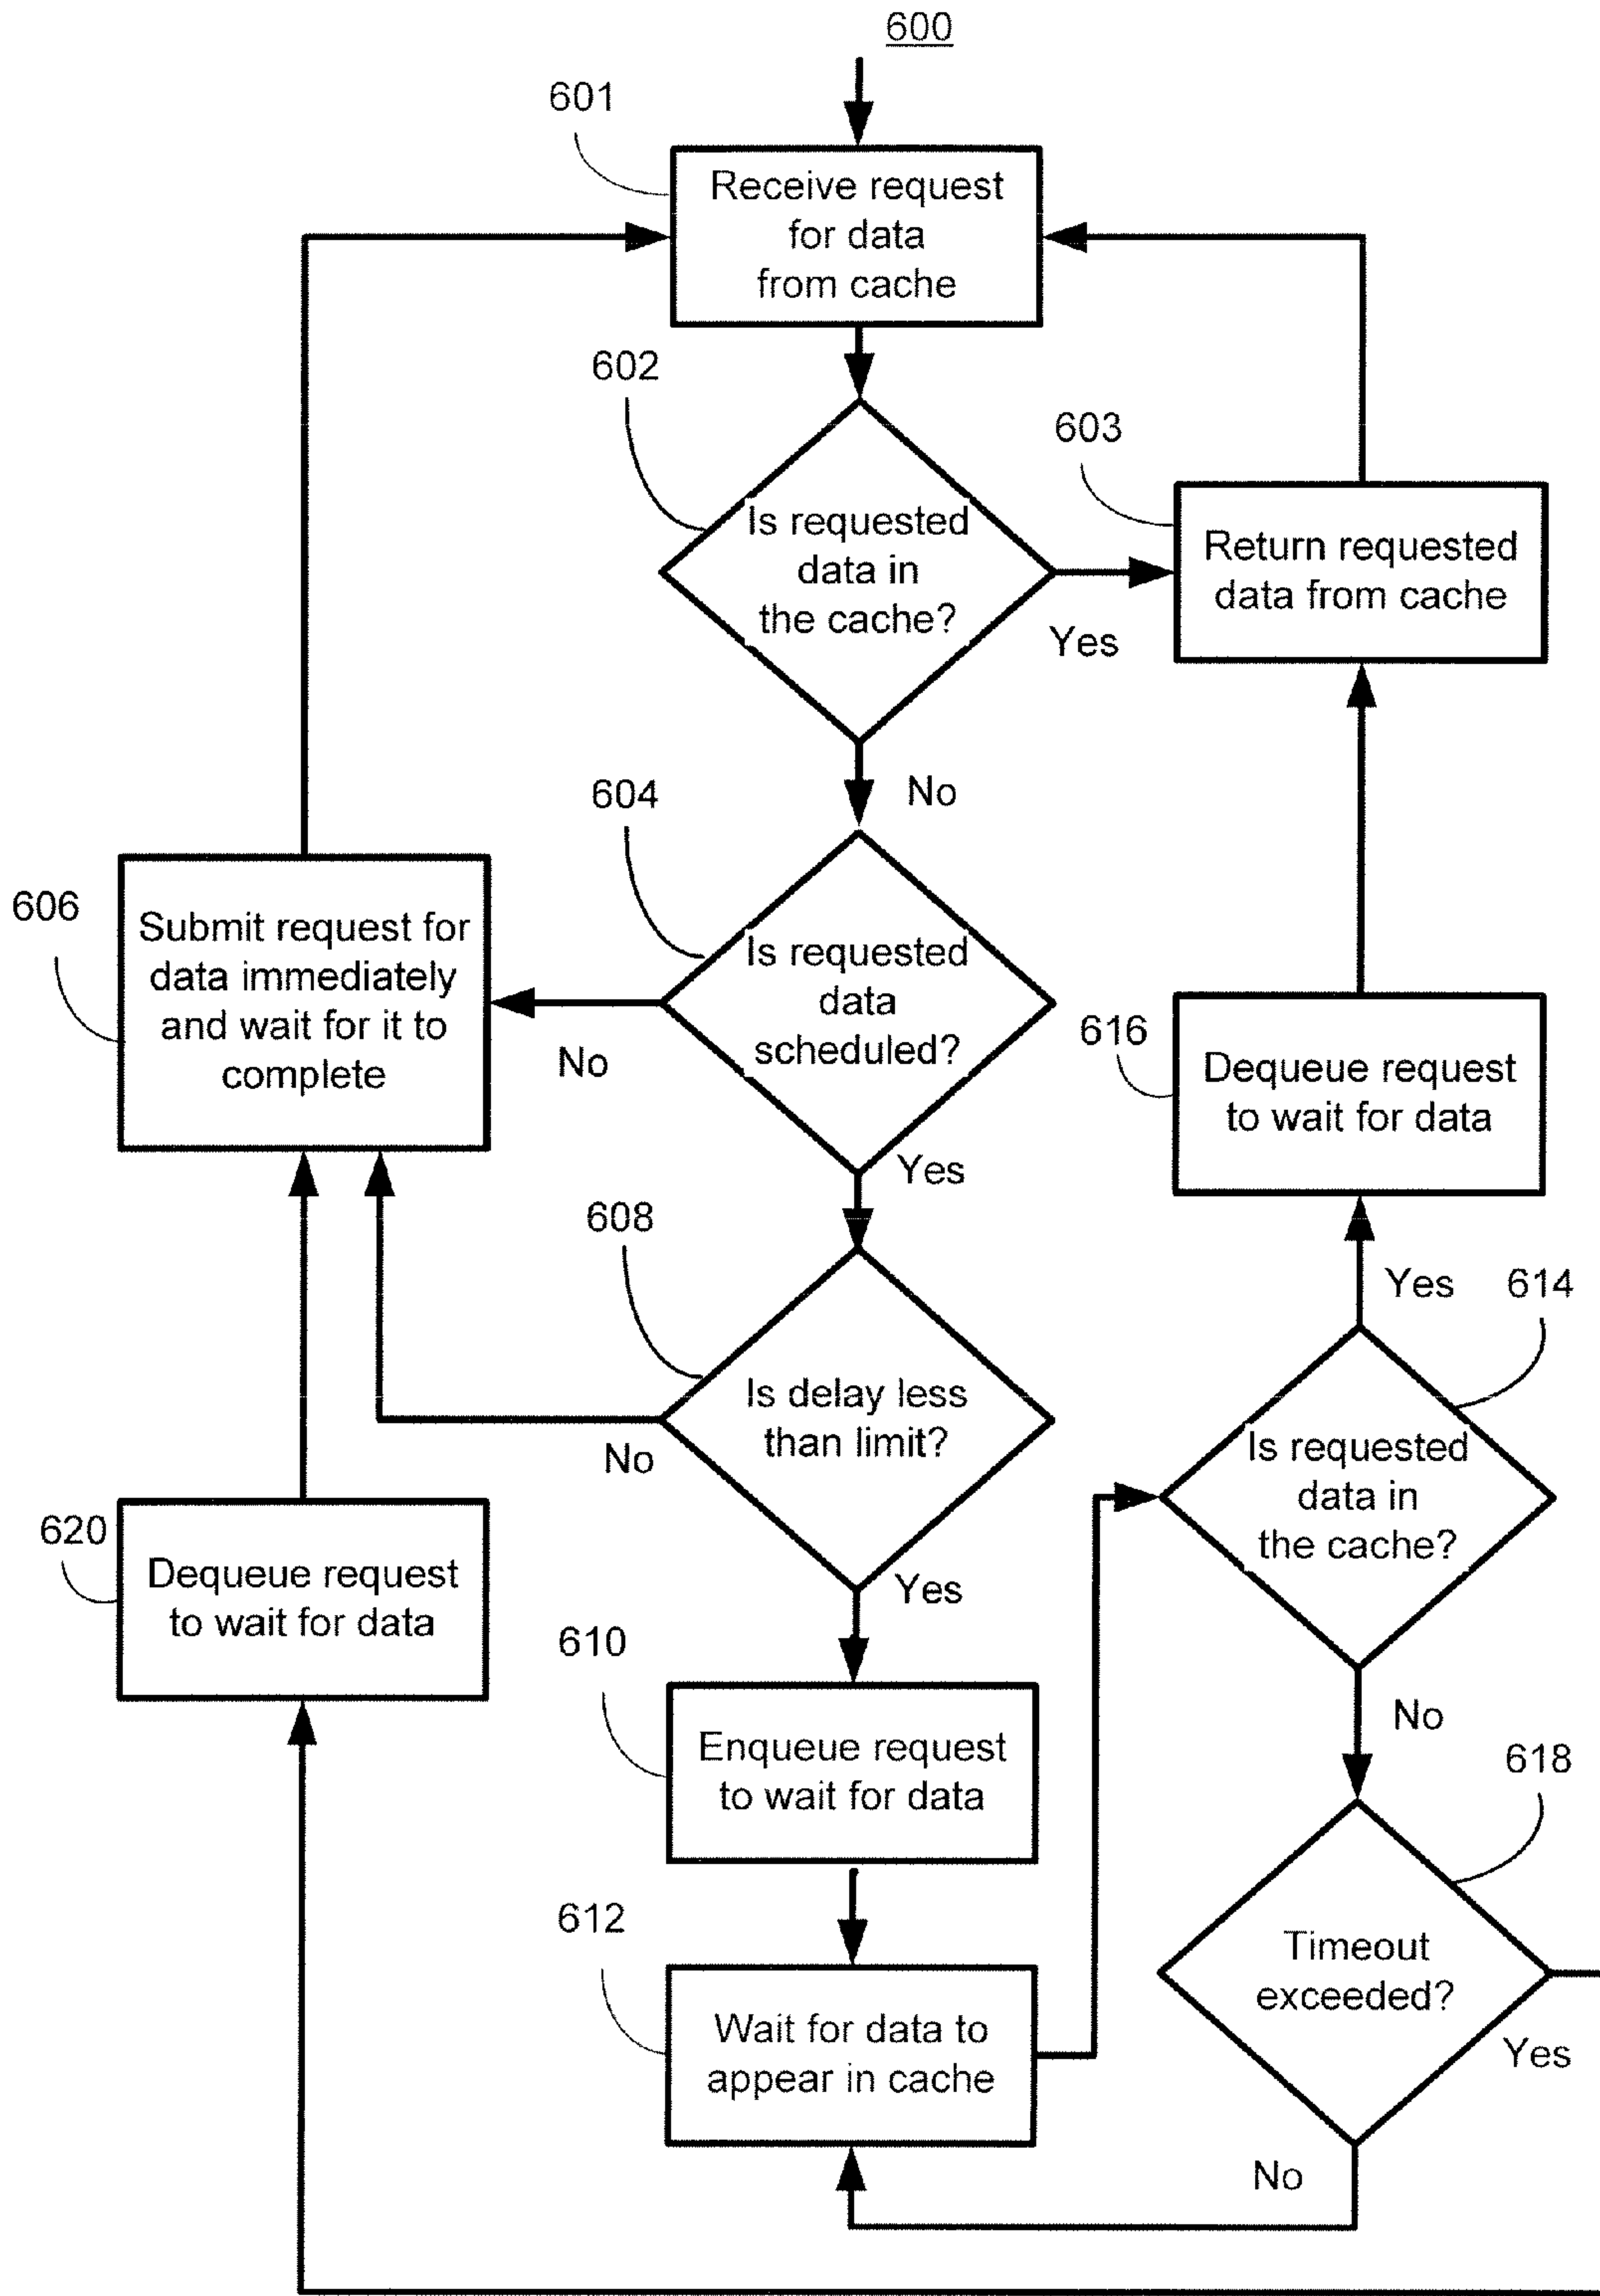 600
601
Receive request
for data
from cache
602
603
Is requested
data in
the cache?
Return requested
data from cache
Yes
No
604
606
Submit request for
data immediately
and wait for it to
complete
Is requested
data
scheduled?
No
616
Dequeue request
to wait for data
Yes
608
Yes
614
Is delay less
than limit?
No
Is requested
data in
the cache?
620
Dequeue request
to wait for data
Yes
610
Enqueue request
to wait for data
No
618
612
Wait for data to
appear in cache
Timeout
exceeded?
Yes
No